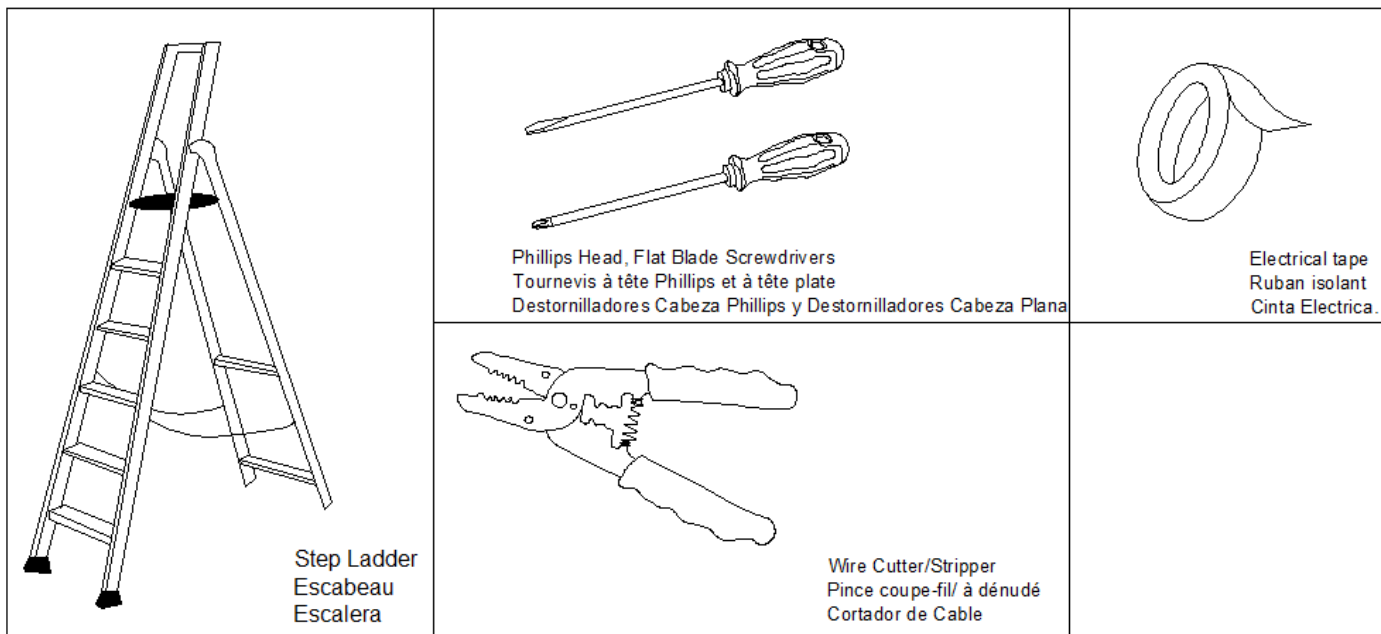 Step Ladder
Escabeau
Escalera
Phillips Head, Flat Blade Screwdrivers
Tournevis à tête Phillips et à tête plate
Destornilladores Cabeza Phillips y Destornilladores Cabeza Plana
Electrical tape
Ruban isolant
Cinta Electrica.
Wire Cutter/Stripper
Pince coupe-fil/ à dénudé
Cortador de Cable